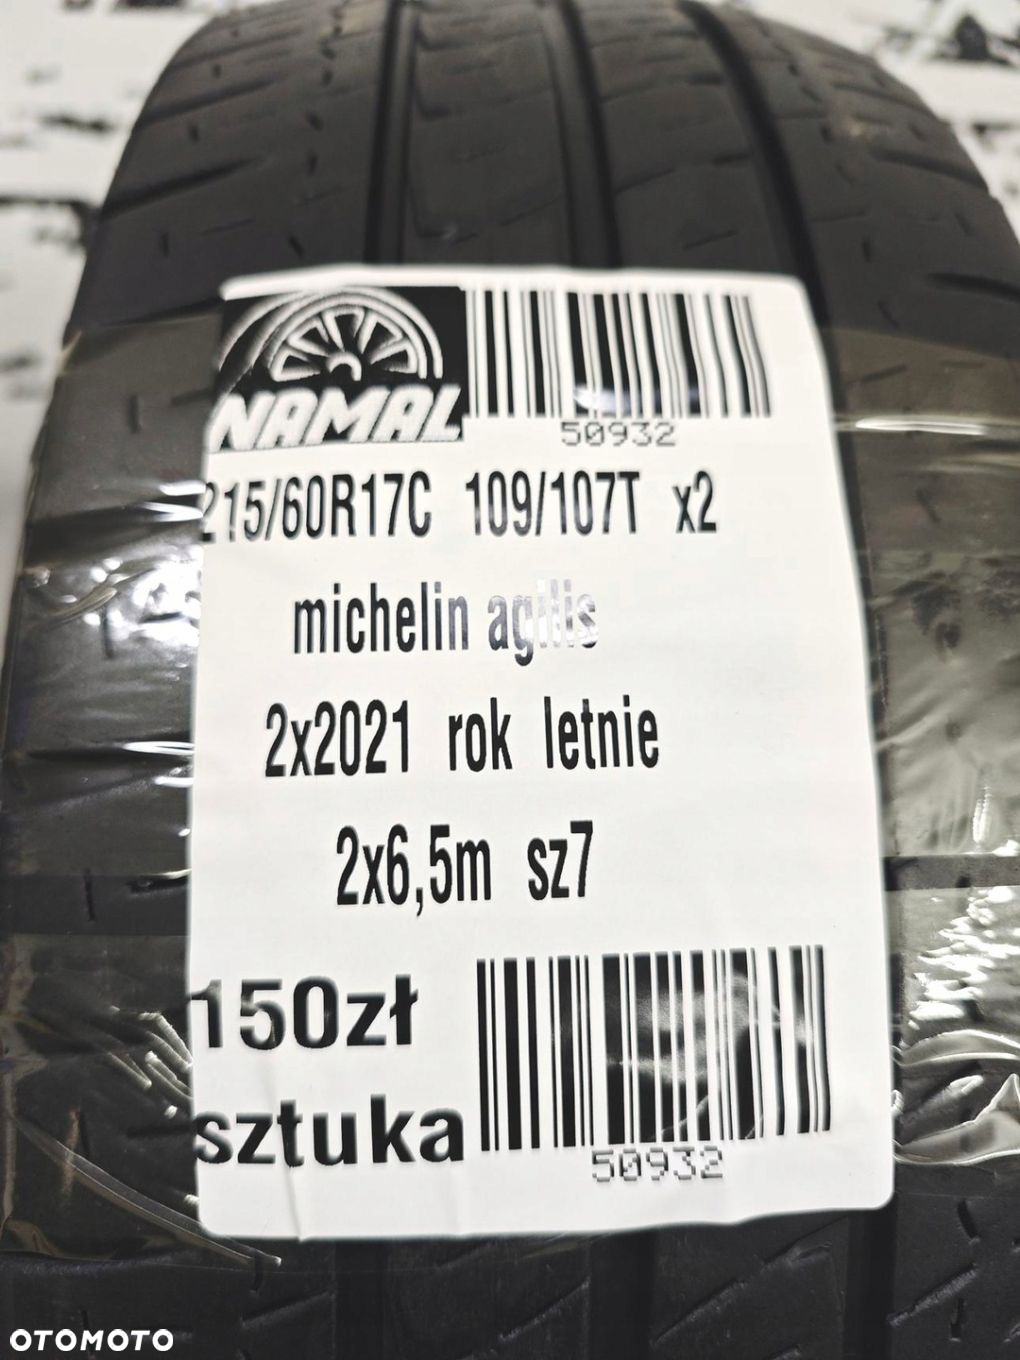 NAMAL
50932
215/60R17C 109/107T x2
michelin agilis
2x2021 rok letnie
2x6,5m sz7
150zł
sztuka
50932
OTOMOTO